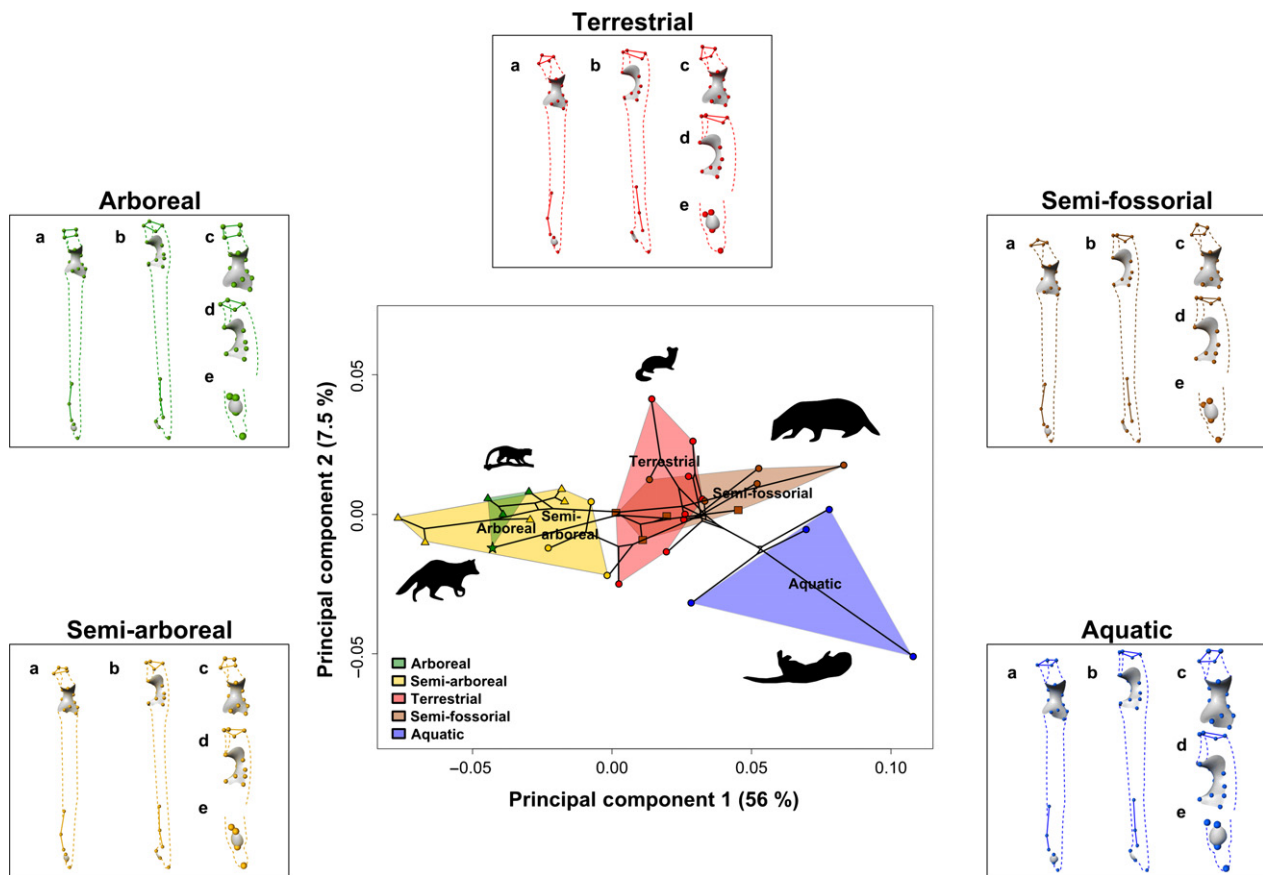 Terrestrial
a
b
c
d
e
Arboreal
a
b
c
d
e
Semi-fossorial
a
b
c
d
e
Principal component 2 (7.5 %)
0.05
0.00
−0.05
Terrestrial
Semi-fossorial
Arboreal
Semi-
arboreal
Aquatic
Arboreal
Semi-arboreal
Terrestrial
Semi-fossorial
Aquatic
−0.05
0.00
0.05
0.10
Principal component 1 (56 %)
Semi-arboreal
a
b
c
d
e
Aquatic
a
b
c
d
e